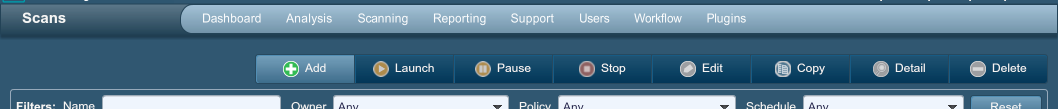 Scans Dashboard Analysis Scanning Reporting Support Users Workflow Plugins
Add Launch Pause Stop Edit Copy Detail Delete
Filters: Name Owner Any Policy Any Schedule Any Reset